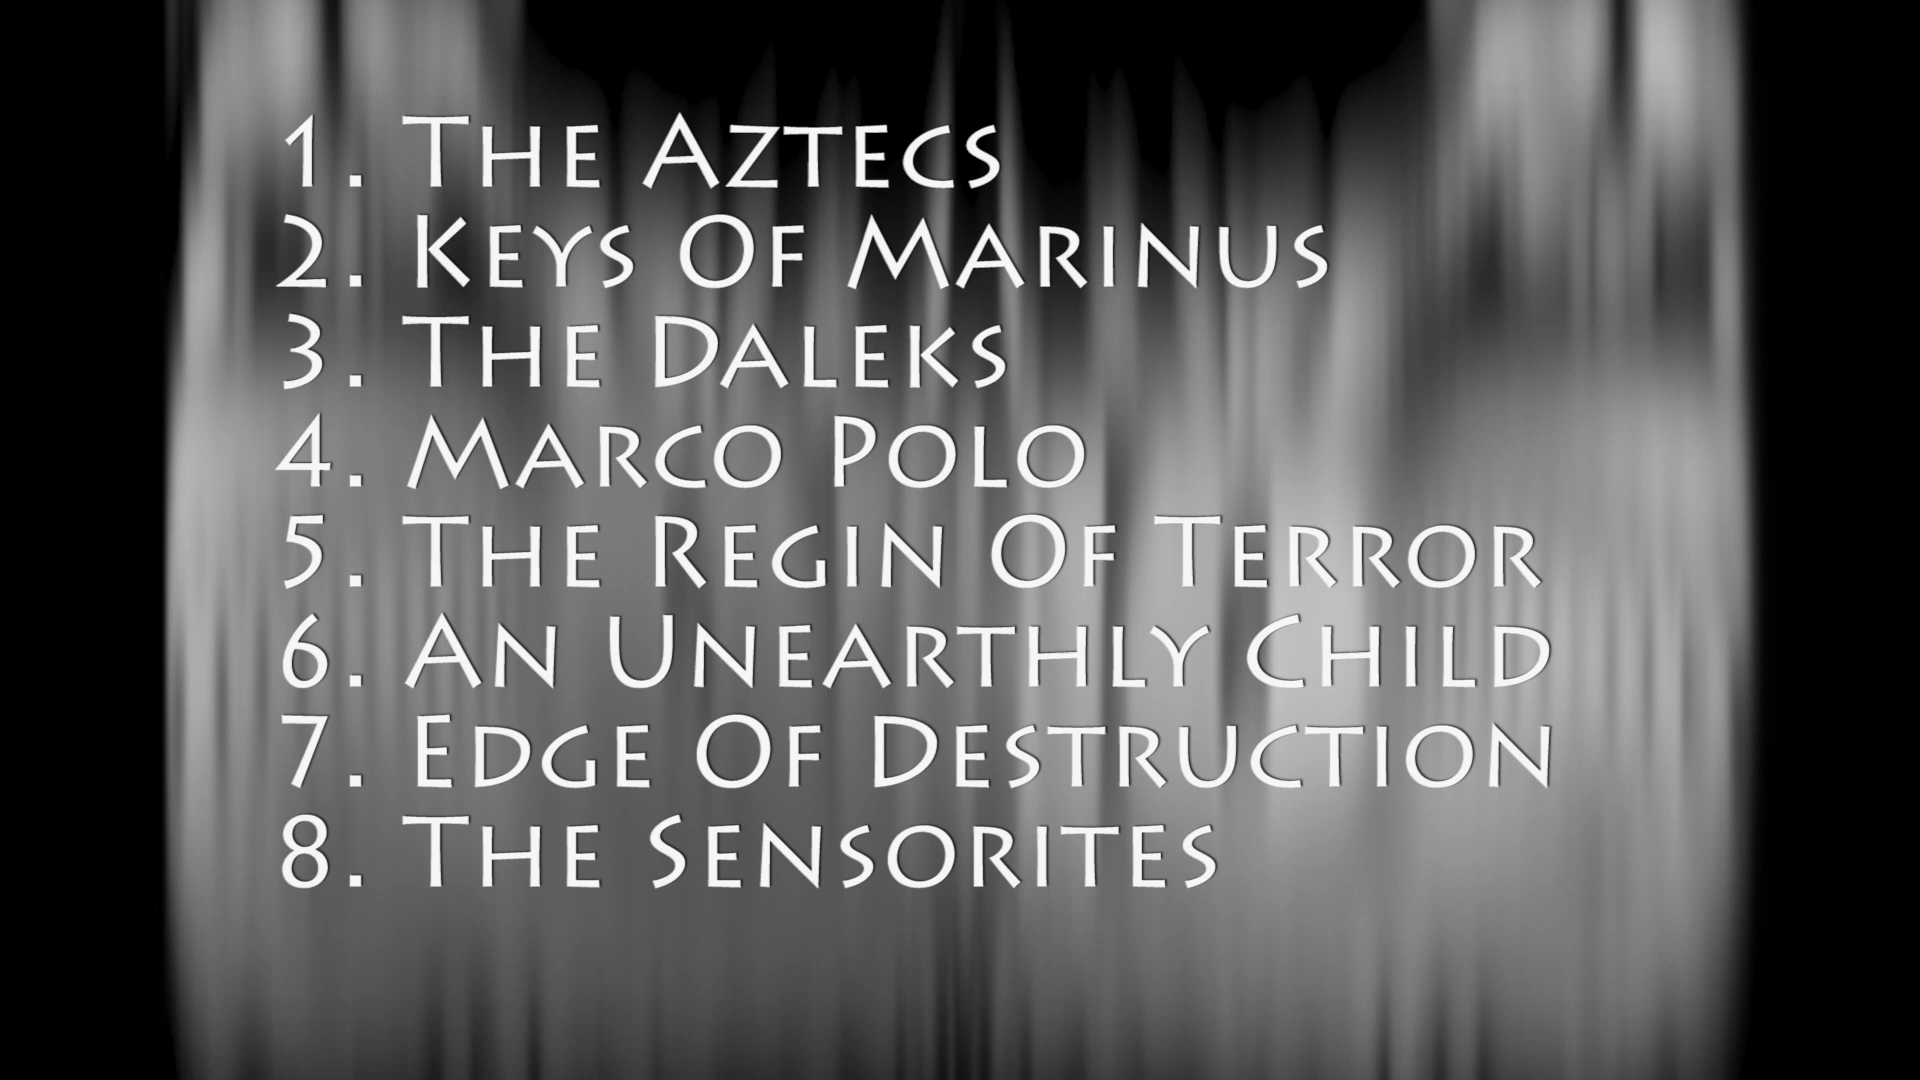 1. The Aztecs
2. Keys Of Marinus
3. The Daleks
4. Marco Polo
5. The Regin Of Terror
6. An Unearthly Child
7. Edge Of Destruction
8. The Sensorites